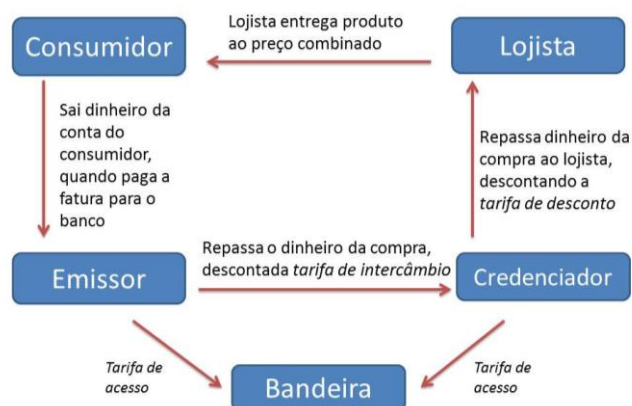 Consumidor
Lojista entrega produto
ao preço combinado
Lojista
Sai dinheiro da
conta do
consumidor,
quando paga a
fatura para o
banco
Repassa dinheiro da
compra ao lojista,
descontando a
tarifa de desconto
Emissor
Repassa o dinheiro da compra,
descontada tarifa de intercâmbio
Credenciador
Tarifa de
acesso
Bandeira
Tarifa de
acesso